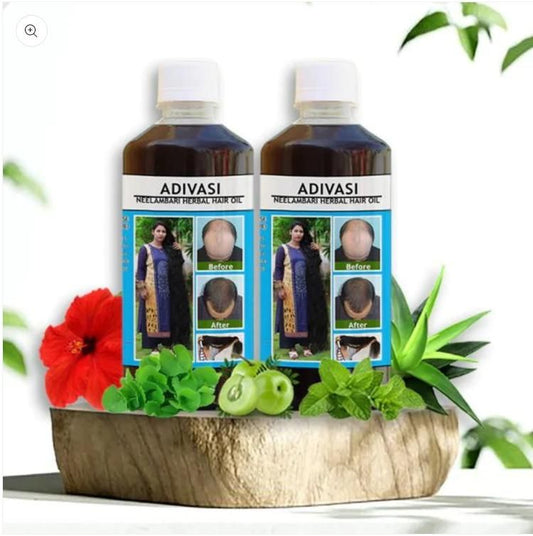 ADIVASI
NEELAMBARI HERBAL HAIR OIL
Before
After
ADIVASI
NEELAMBARI HERBAL HAIR OIL
Before
After